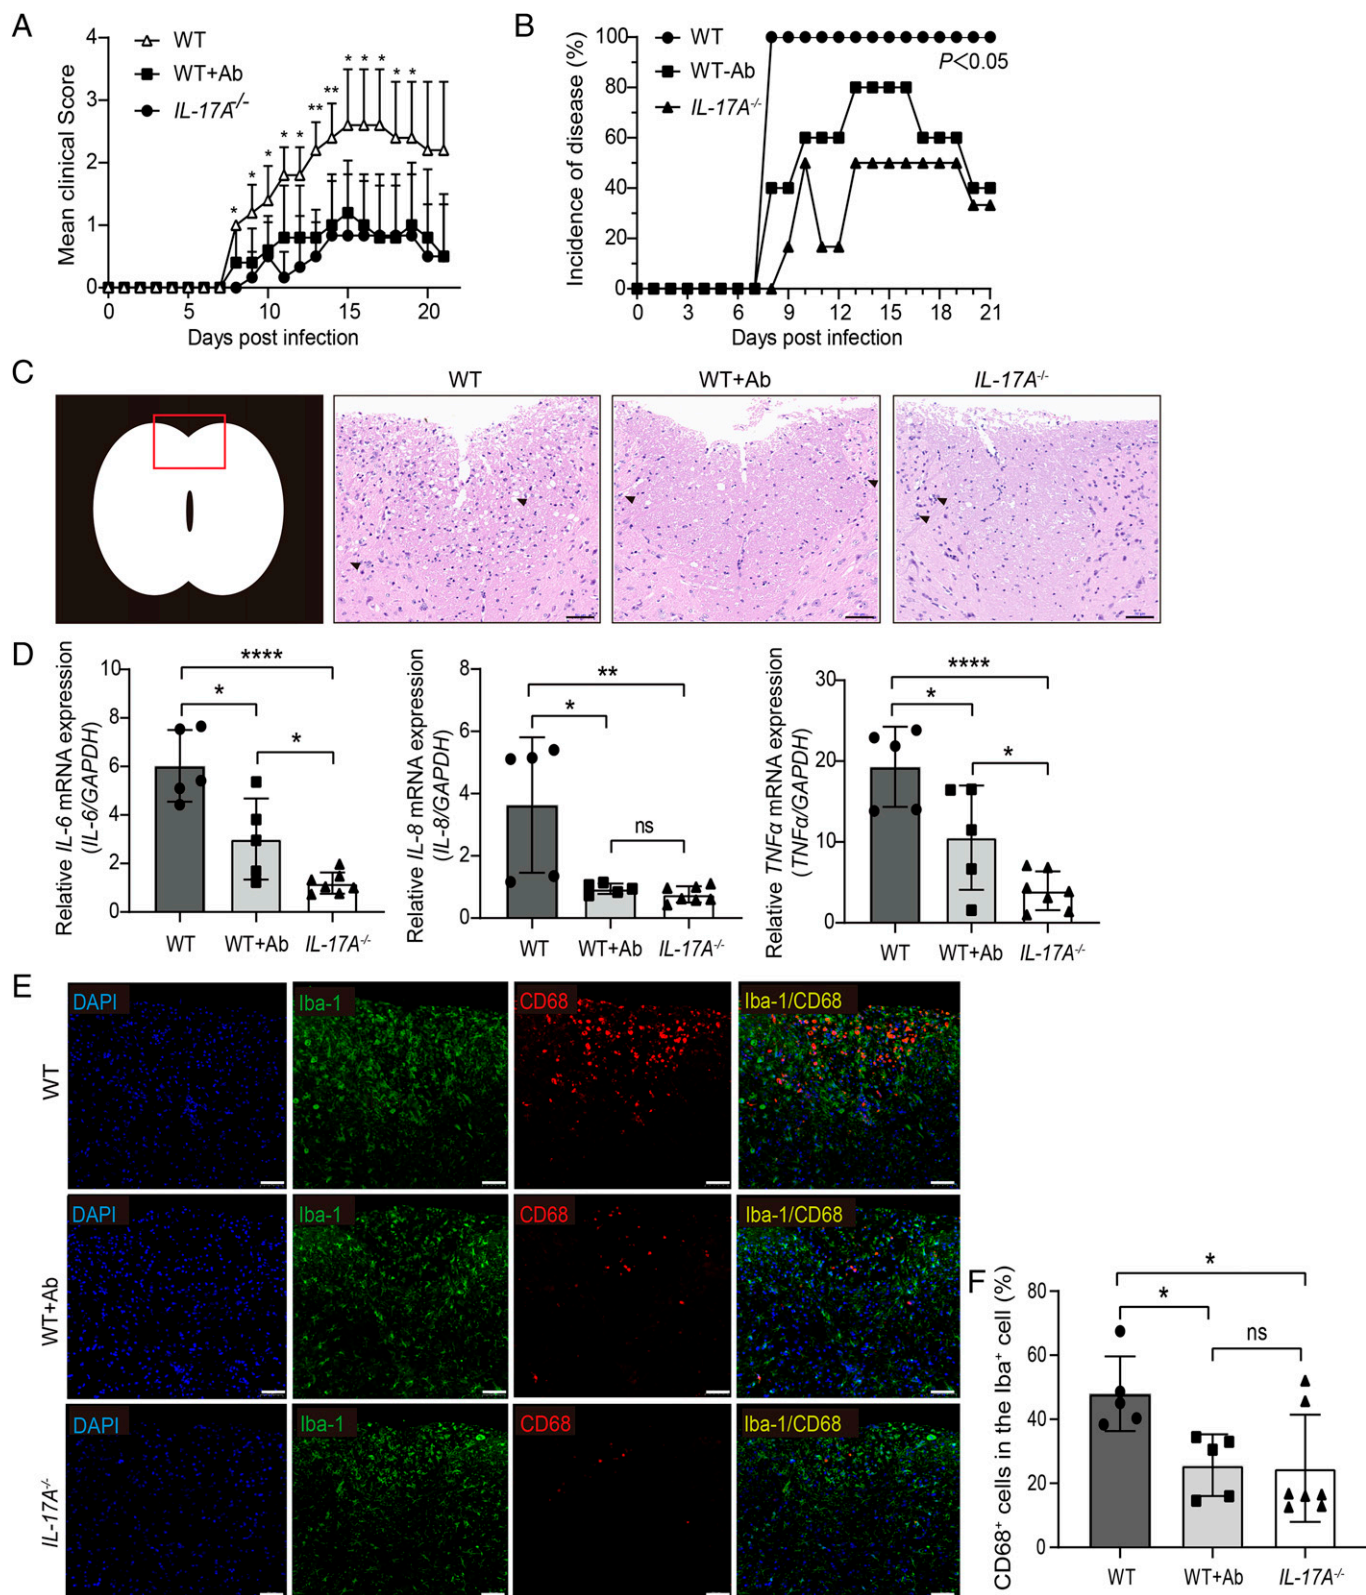 A
4
3
2
1
0
Mean clinical Score
WT
WT+Ab
IL-17A-/-
* * * * * ** ** * * * * *
0 5 10 15 20
Days post infection
B
100
80
60
40
20
0
Incidence of disease (%)
WT
WT-Ab
IL-17A-/-
P<0.05
0 3 6 9 12 15 18 21
Days post infection
C
WT WT+Ab IL-17A-/-
D
Relative IL-6 mRNA expression
(IL-6/GAPDH)
10
8
6
4
2
0
****
*
*
WT WT+Ab IL-17A-/-
Relative IL-8 mRNA expression
(IL-8/GAPDH)
8
6
4
2
0
**
*
ns
WT WT+Ab IL-17A-/-
Relative TNFα mRNA expression
(TNFα/GAPDH)
30
20
10
0
****
*
*
WT WT+Ab IL-17A-/-
E
WT
DAPI Iba-1 CD68 Iba-1/CD68
WT+Ab
DAPI Iba-1 CD68 Iba-1/CD68
IL-17A-/-
DAPI Iba-1 CD68 Iba-1/CD68
F
CD68+ cells in the Iba+ cell (%)
80
60
40
20
0
*
*
ns
WT WT+Ab IL-17A-/-